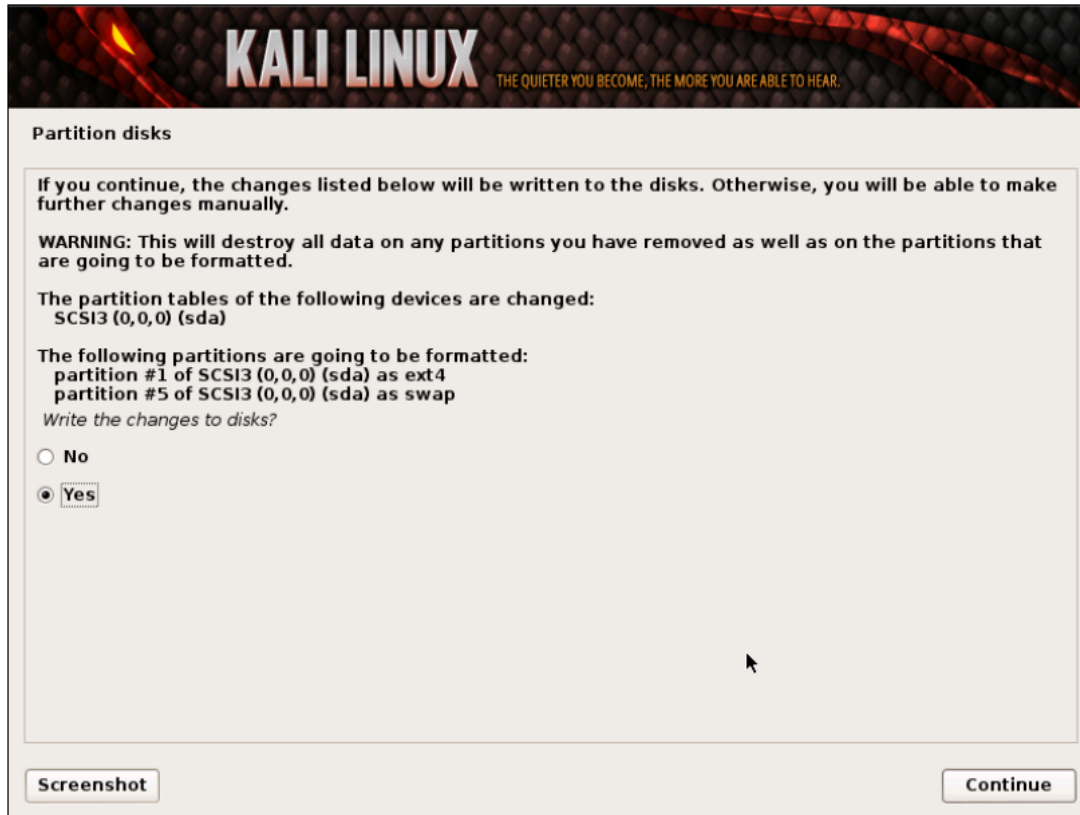 KALI LINUX
THE QUIETER YOU BECOME, THE MORE YOU ARE ABLE TO HEAR.
Partition disks
If you continue, the changes listed below will be written to the disks. Otherwise, you will be able to make
further changes manually.
WARNING: This will destroy all data on any partitions you have removed as well as on the partitions that
are going to be formatted.
The partition tables of the following devices are changed:
SCSI3 (0,0,0) (sda)
The following partitions are going to be formatted:
partition #1 of SCSI3 (0,0,0) (sda) as ext4
partition #5 of SCSI3 (0,0,0) (sda) as swap
Write the changes to disks?
No
Yes
Screenshot
Continue